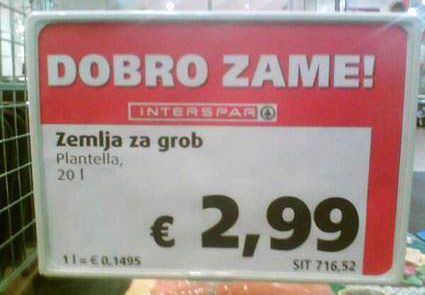 DOBRO ZAME!
INTERSPAR
Zemlja za grob
Plantella,
20 l
€ 2,99
1 l = € 0,1495
SIT 716,52